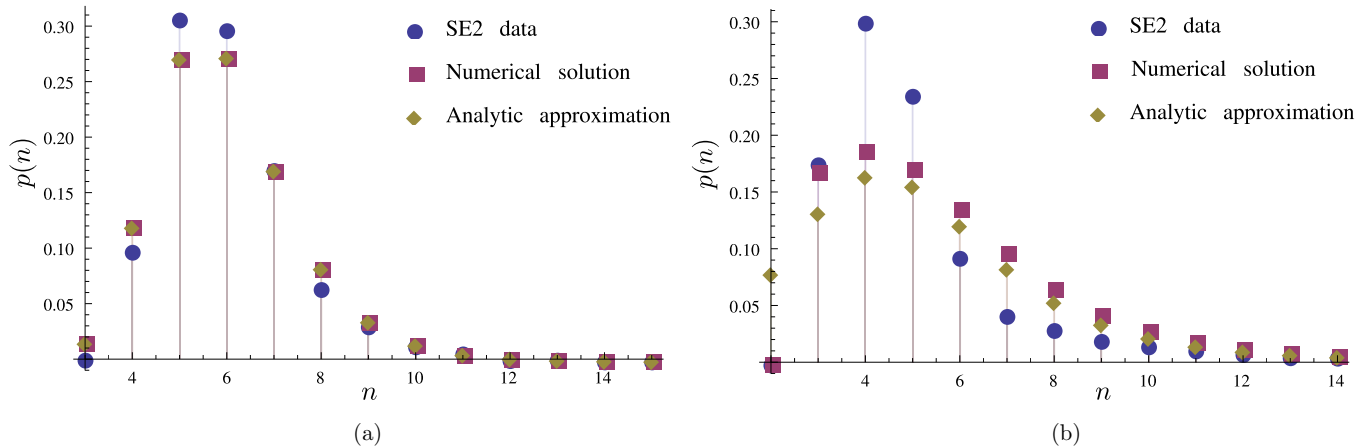 0.30
0.25
0.20
0.15
0.10
0.05
p(n)
4
6
8
10
12
14
n
SE2 data
Numerical solution
Analytic approximation
(a)
0.30
0.25
0.20
0.15
0.10
0.05
p(n)
4
6
8
10
12
14
n
SE2 data
Numerical solution
Analytic approximation
(b)